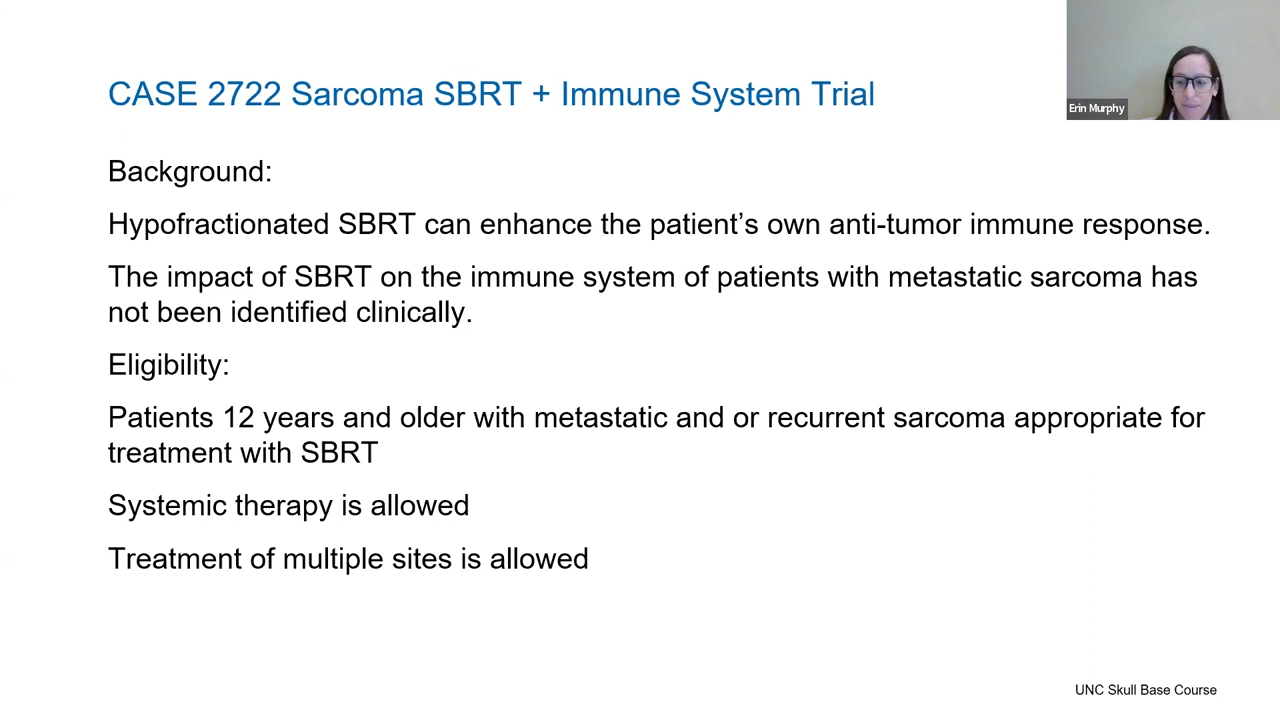 CASE 2722 Sarcoma SBRT + Immune System Trial
Erin Murphy
Background:
Hypofractionated SBRT can enhance the patient’s own anti-tumor immune response.
The impact of SBRT on the immune system of patients with metastatic sarcoma has
not been identified clinically.
Eligibility:
Patients 12 years and older with metastatic and or recurrent sarcoma appropriate for
treatment with SBRT
Systemic therapy is allowed
Treatment of multiple sites is allowed
UNC Skull Base Course